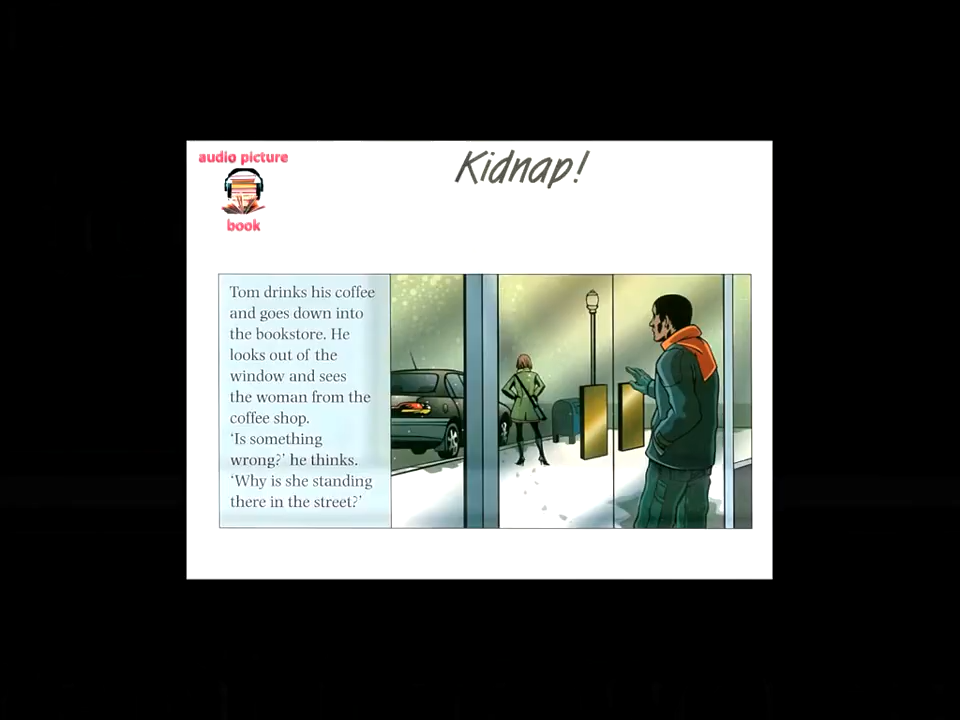 audio picture
book
Kidnap!
Tom drinks his coffee
and goes down into
the bookstore. He
looks out of the
window and sees
the woman from the
coffee shop.
‘Is something
wrong?’ he thinks.
‘Why is she standing
there in the street?’